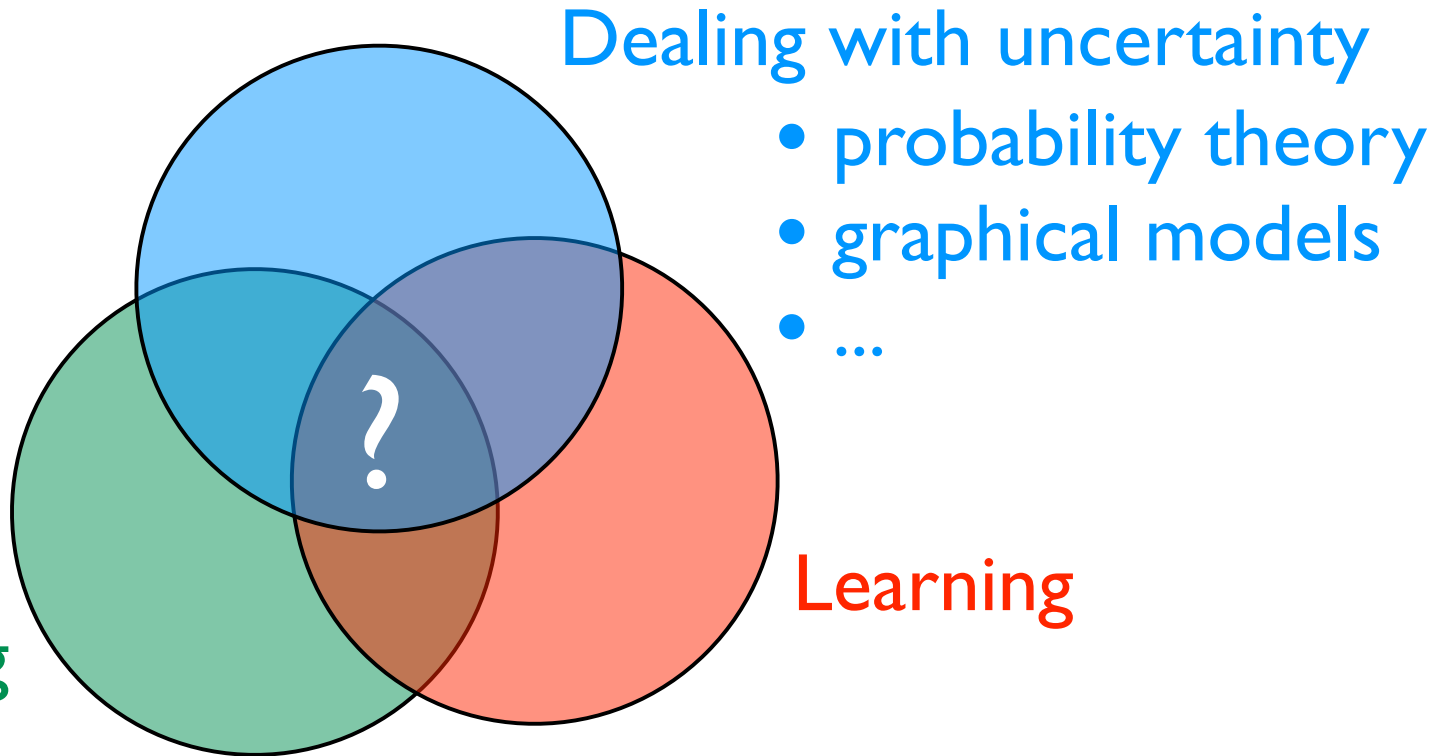 Dealing with uncertainty
• probability theory
• graphical models
• ...
?
Learning
g